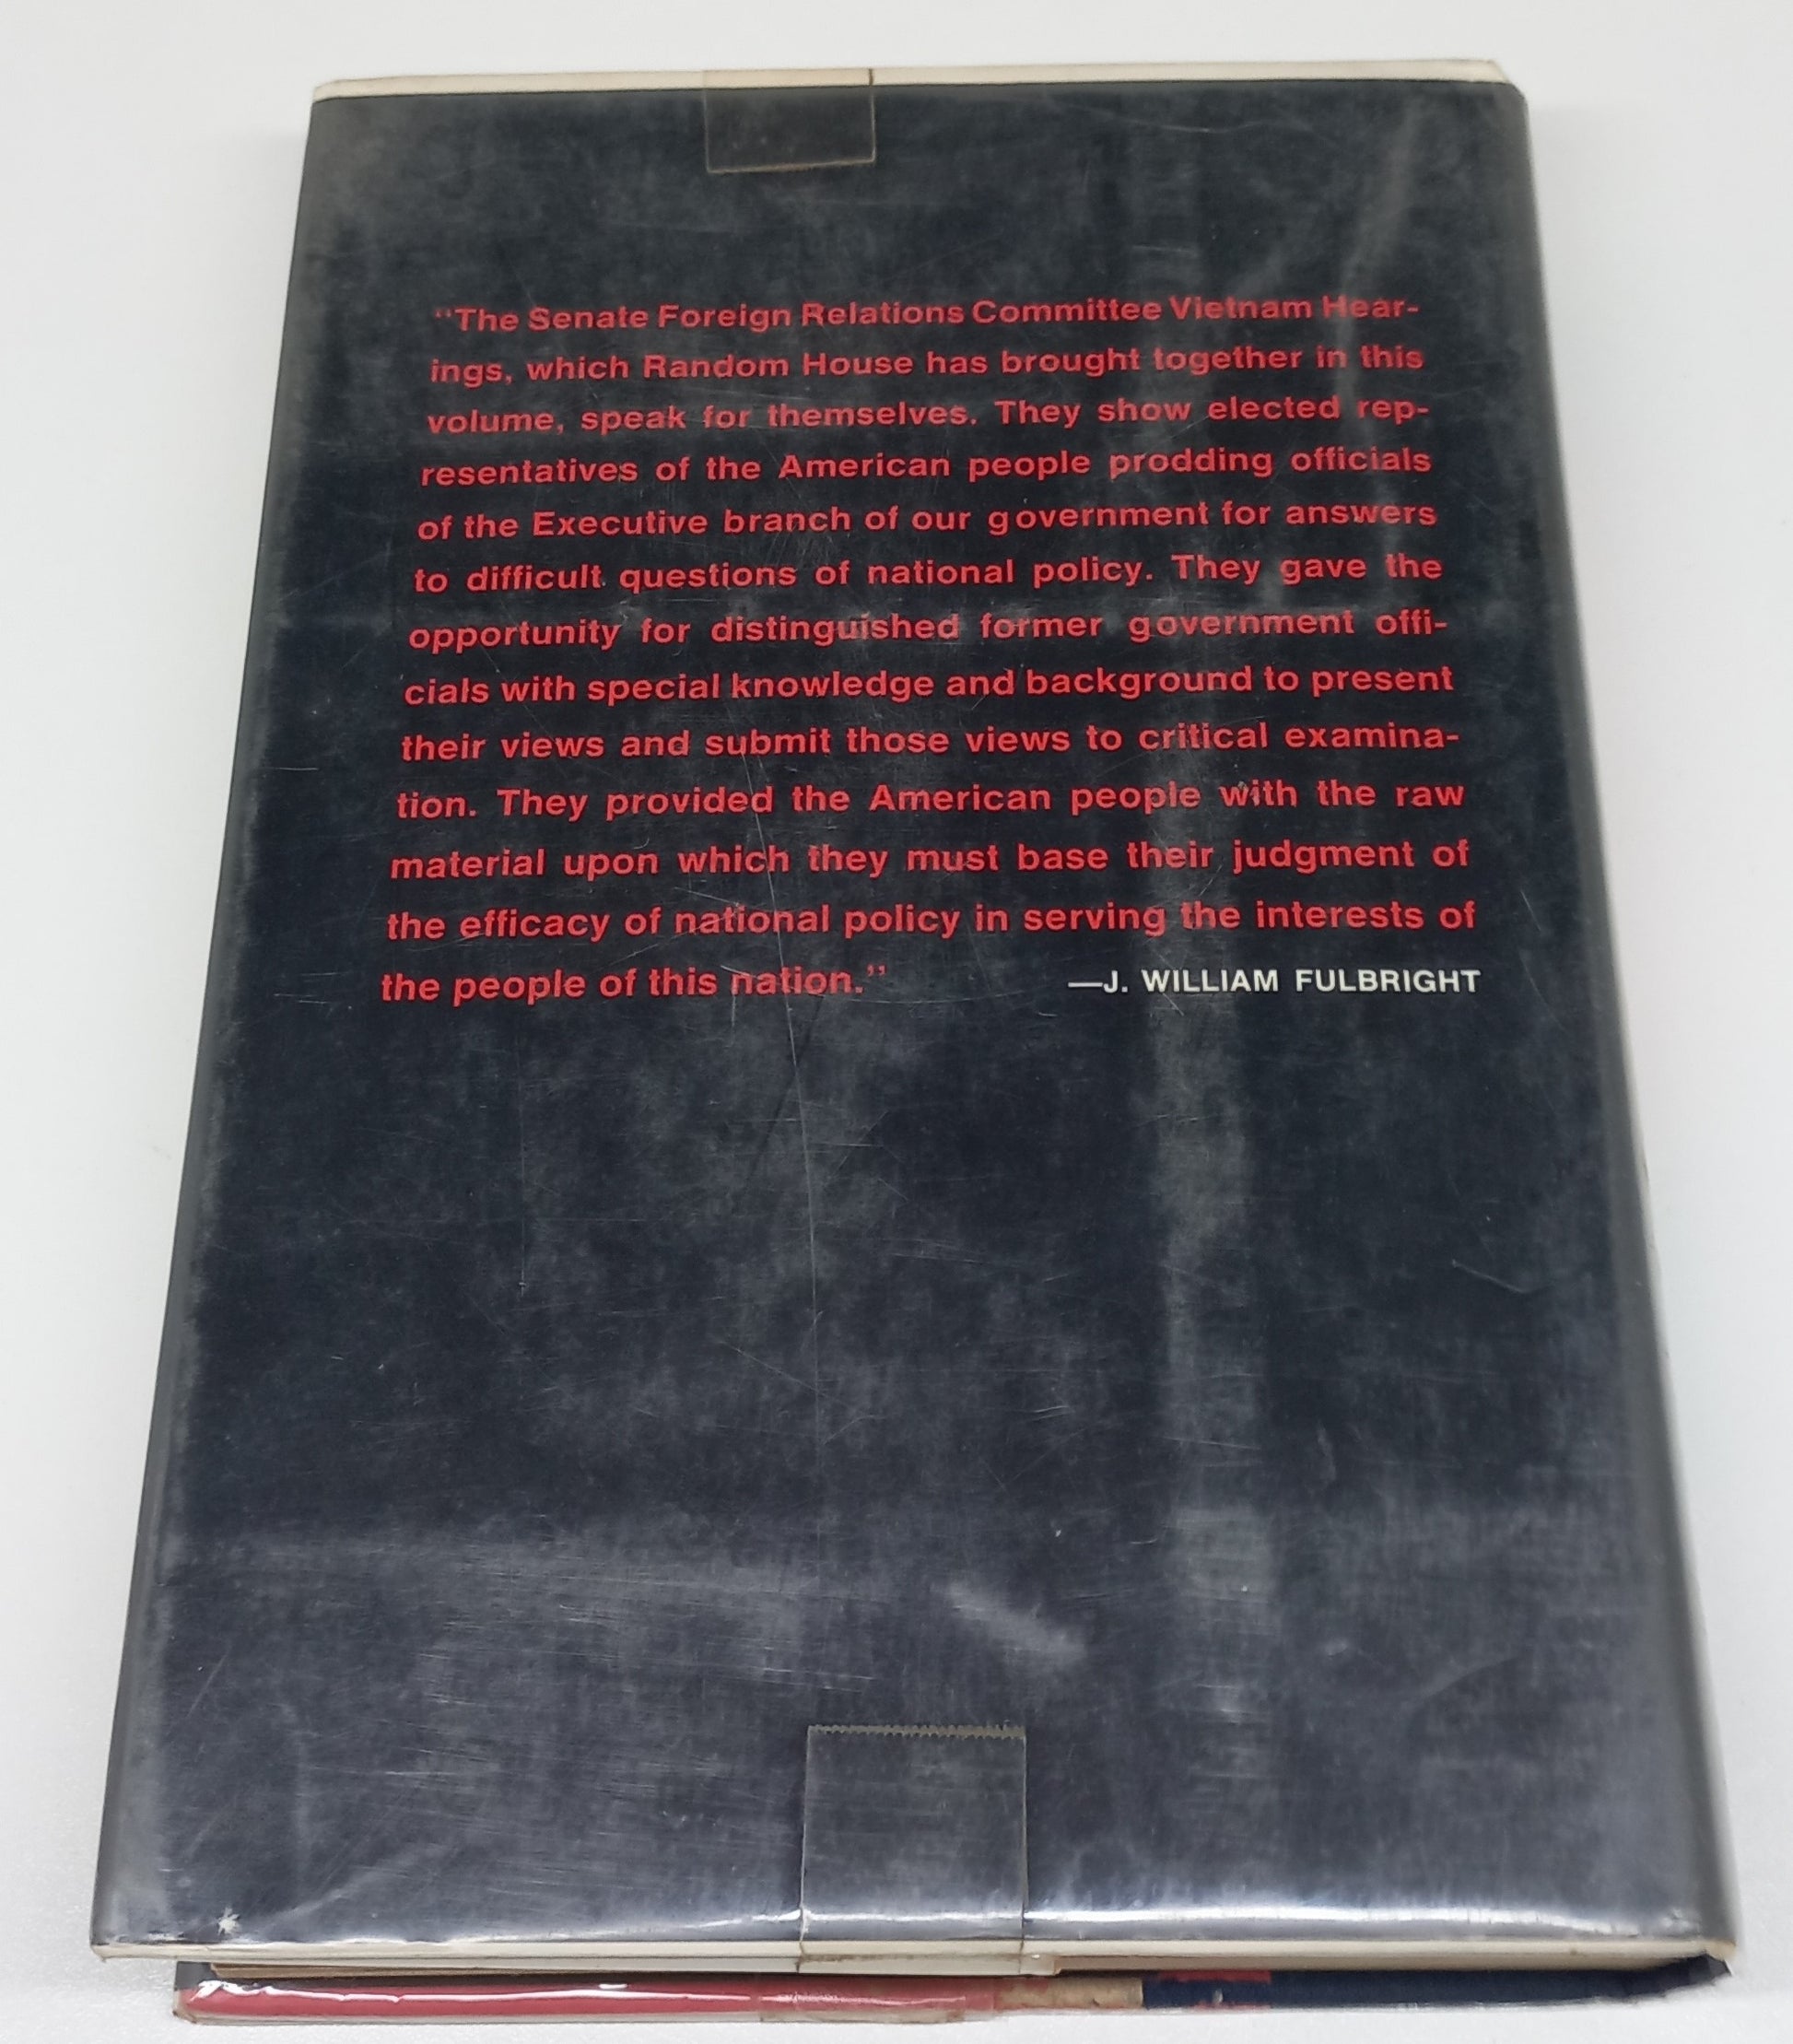 "The Senate Foreign Relations Committee Vietnam Hear-
ings, which Random House has brought together in this
volume, speak for themselves. They show elected rep-
resentatives of the American people prodding officials
of the Executive branch of our government for answers
to difficult questions of national policy. They gave the
opportunity for distinguished former government offi-
cials with special knowledge and background to present
their views and submit those views to critical examina-
tion. They provided the American people with the raw
material upon which they must base their judgment of
the efficacy of national policy in serving the interests of
the people of this nation." —J. WILLIAM FULBRIGHT